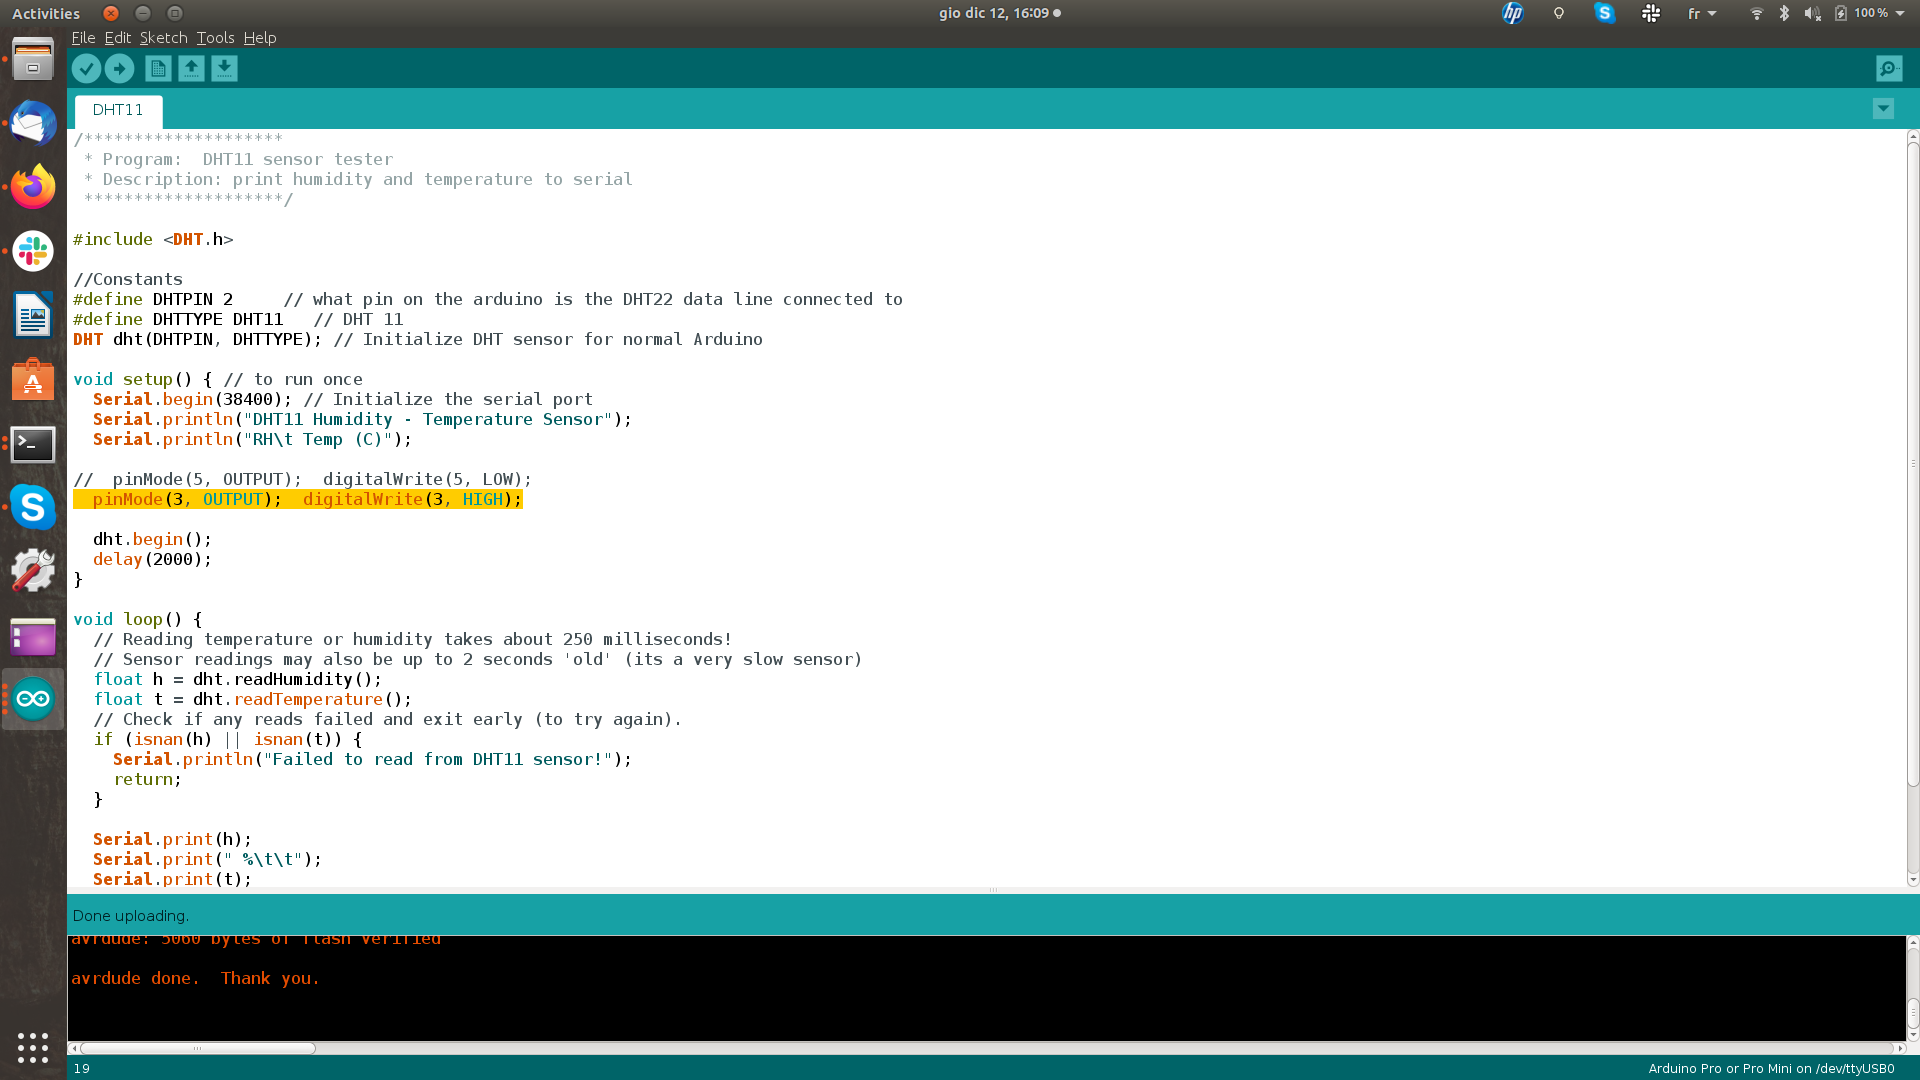 Activities
gio dic 12, 16:09
hp
fr
100 %
File Edit Sketch Tools Help
DHT11
/********************
 * Program:  DHT11 sensor tester
 * Description: print humidity and temperature to serial
 ********************/
#include <DHT.h>
//Constants
#define DHTPIN 2     // what pin on the arduino is the DHT22 data line connected to
#define DHTTYPE DHT11   // DHT 11
DHT dht(DHTPIN, DHTTYPE); // Initialize DHT sensor for normal Arduino
void setup() { // to run once
  Serial.begin(38400); // Initialize the serial port
  Serial.println("DHT11 Humidity - Temperature Sensor");
  Serial.println("RH\t Temp (C)");
//  pinMode(5, OUTPUT);  digitalWrite(5, LOW);
  pinMode(3, OUTPUT);  digitalWrite(3, HIGH);
  dht.begin();
  delay(2000);
}
void loop() {
  // Reading temperature or humidity takes about 250 milliseconds!
  // Sensor readings may also be up to 2 seconds 'old' (its a very slow sensor)
  float h = dht.readHumidity();
  float t = dht.readTemperature();
  // Check if any reads failed and exit early (to try again).
  if (isnan(h) || isnan(t)) {
    Serial.println("Failed to read from DHT11 sensor!");
    return;
  }
  Serial.print(h);
  Serial.print(" %\t\t");
  Serial.print(t);
Done uploading.
avrdude: 5060 bytes of flash verified
avrdude done.  Thank you.
19
Arduino Pro or Pro Mini on /dev/ttyUSB0